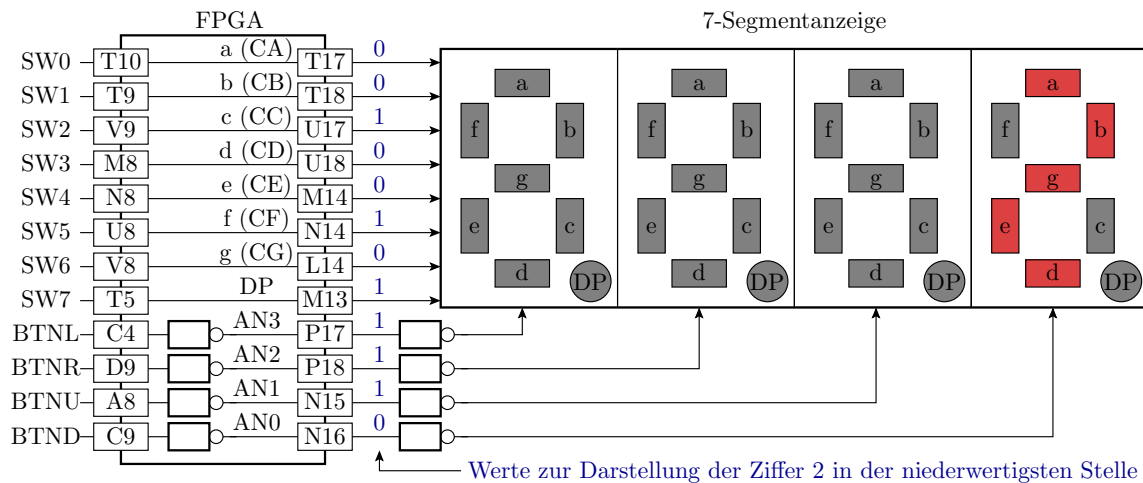 FPGA 7-Segmentanzeige
SW0 T10 a (CA) T17 0
SW1 T9 b (CB) T18 0
SW2 V9 c (CC) U17 1
SW3 M8 d (CD) U18 0
SW4 N8 e (CE) M14 0
SW5 U8 f (CF) N14 1
SW6 V8 g (CG) L14 0
SW7 T5 DP M13 1
BTNL C4 AN3 P17 1
BTNR D9 AN2 P18 1
BTNU A8 AN1 N15 1
BTND C9 AN0 N16 0
a a a a
f b f b f b f b
g g g g
e c e c e c e c
d DP d DP d DP d DP
Werte zur Darstellung der Ziffer 2 in der niederwertigsten Stelle